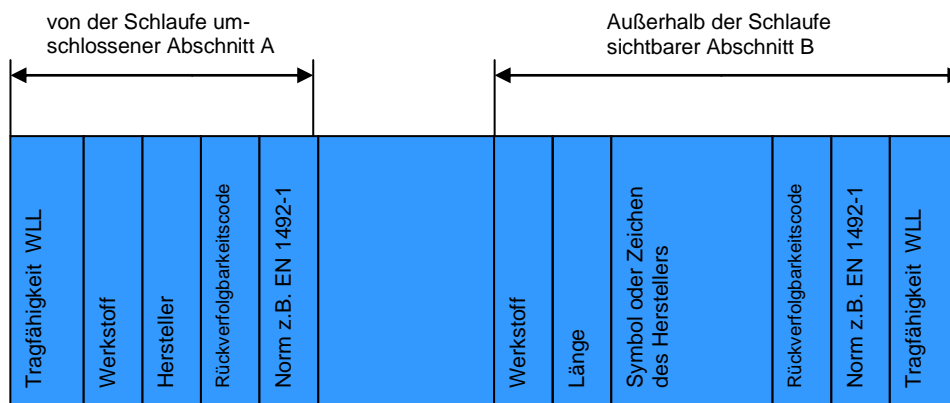 von der Schlaufe um-
schlossener Abschnitt A
Außerhalb der Schlaufe
sichtbarer Abschnitt B
Tragfähigkeit WLL
Werkstoff
Hersteller
Rückverfolgbarkeitscode
Norm z.B. EN 1492-1
Werkstoff
Länge
Symbol oder Zeichen
des Herstellers
Rückverfolgbarkeitscode
Norm z.B. EN 1492-1
Tragfähigkeit WLL